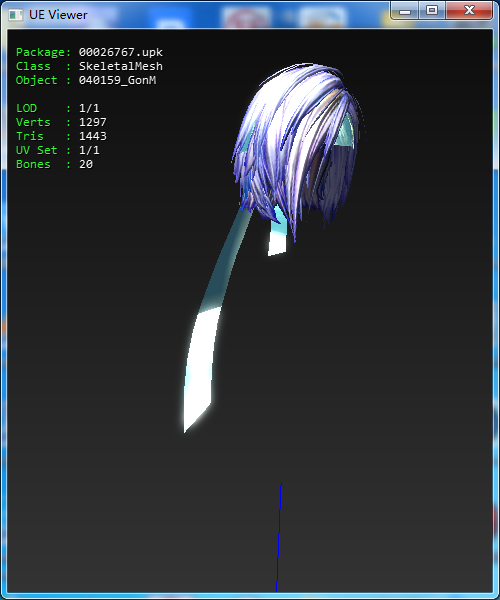 UE Viewer
Package: 00026767.upk
Class : SkeletalMesh
Object : 040159_GonM
LOD : 1/1
Verts : 1297
Tris : 1443
UV Set : 1/1
Bones : 20